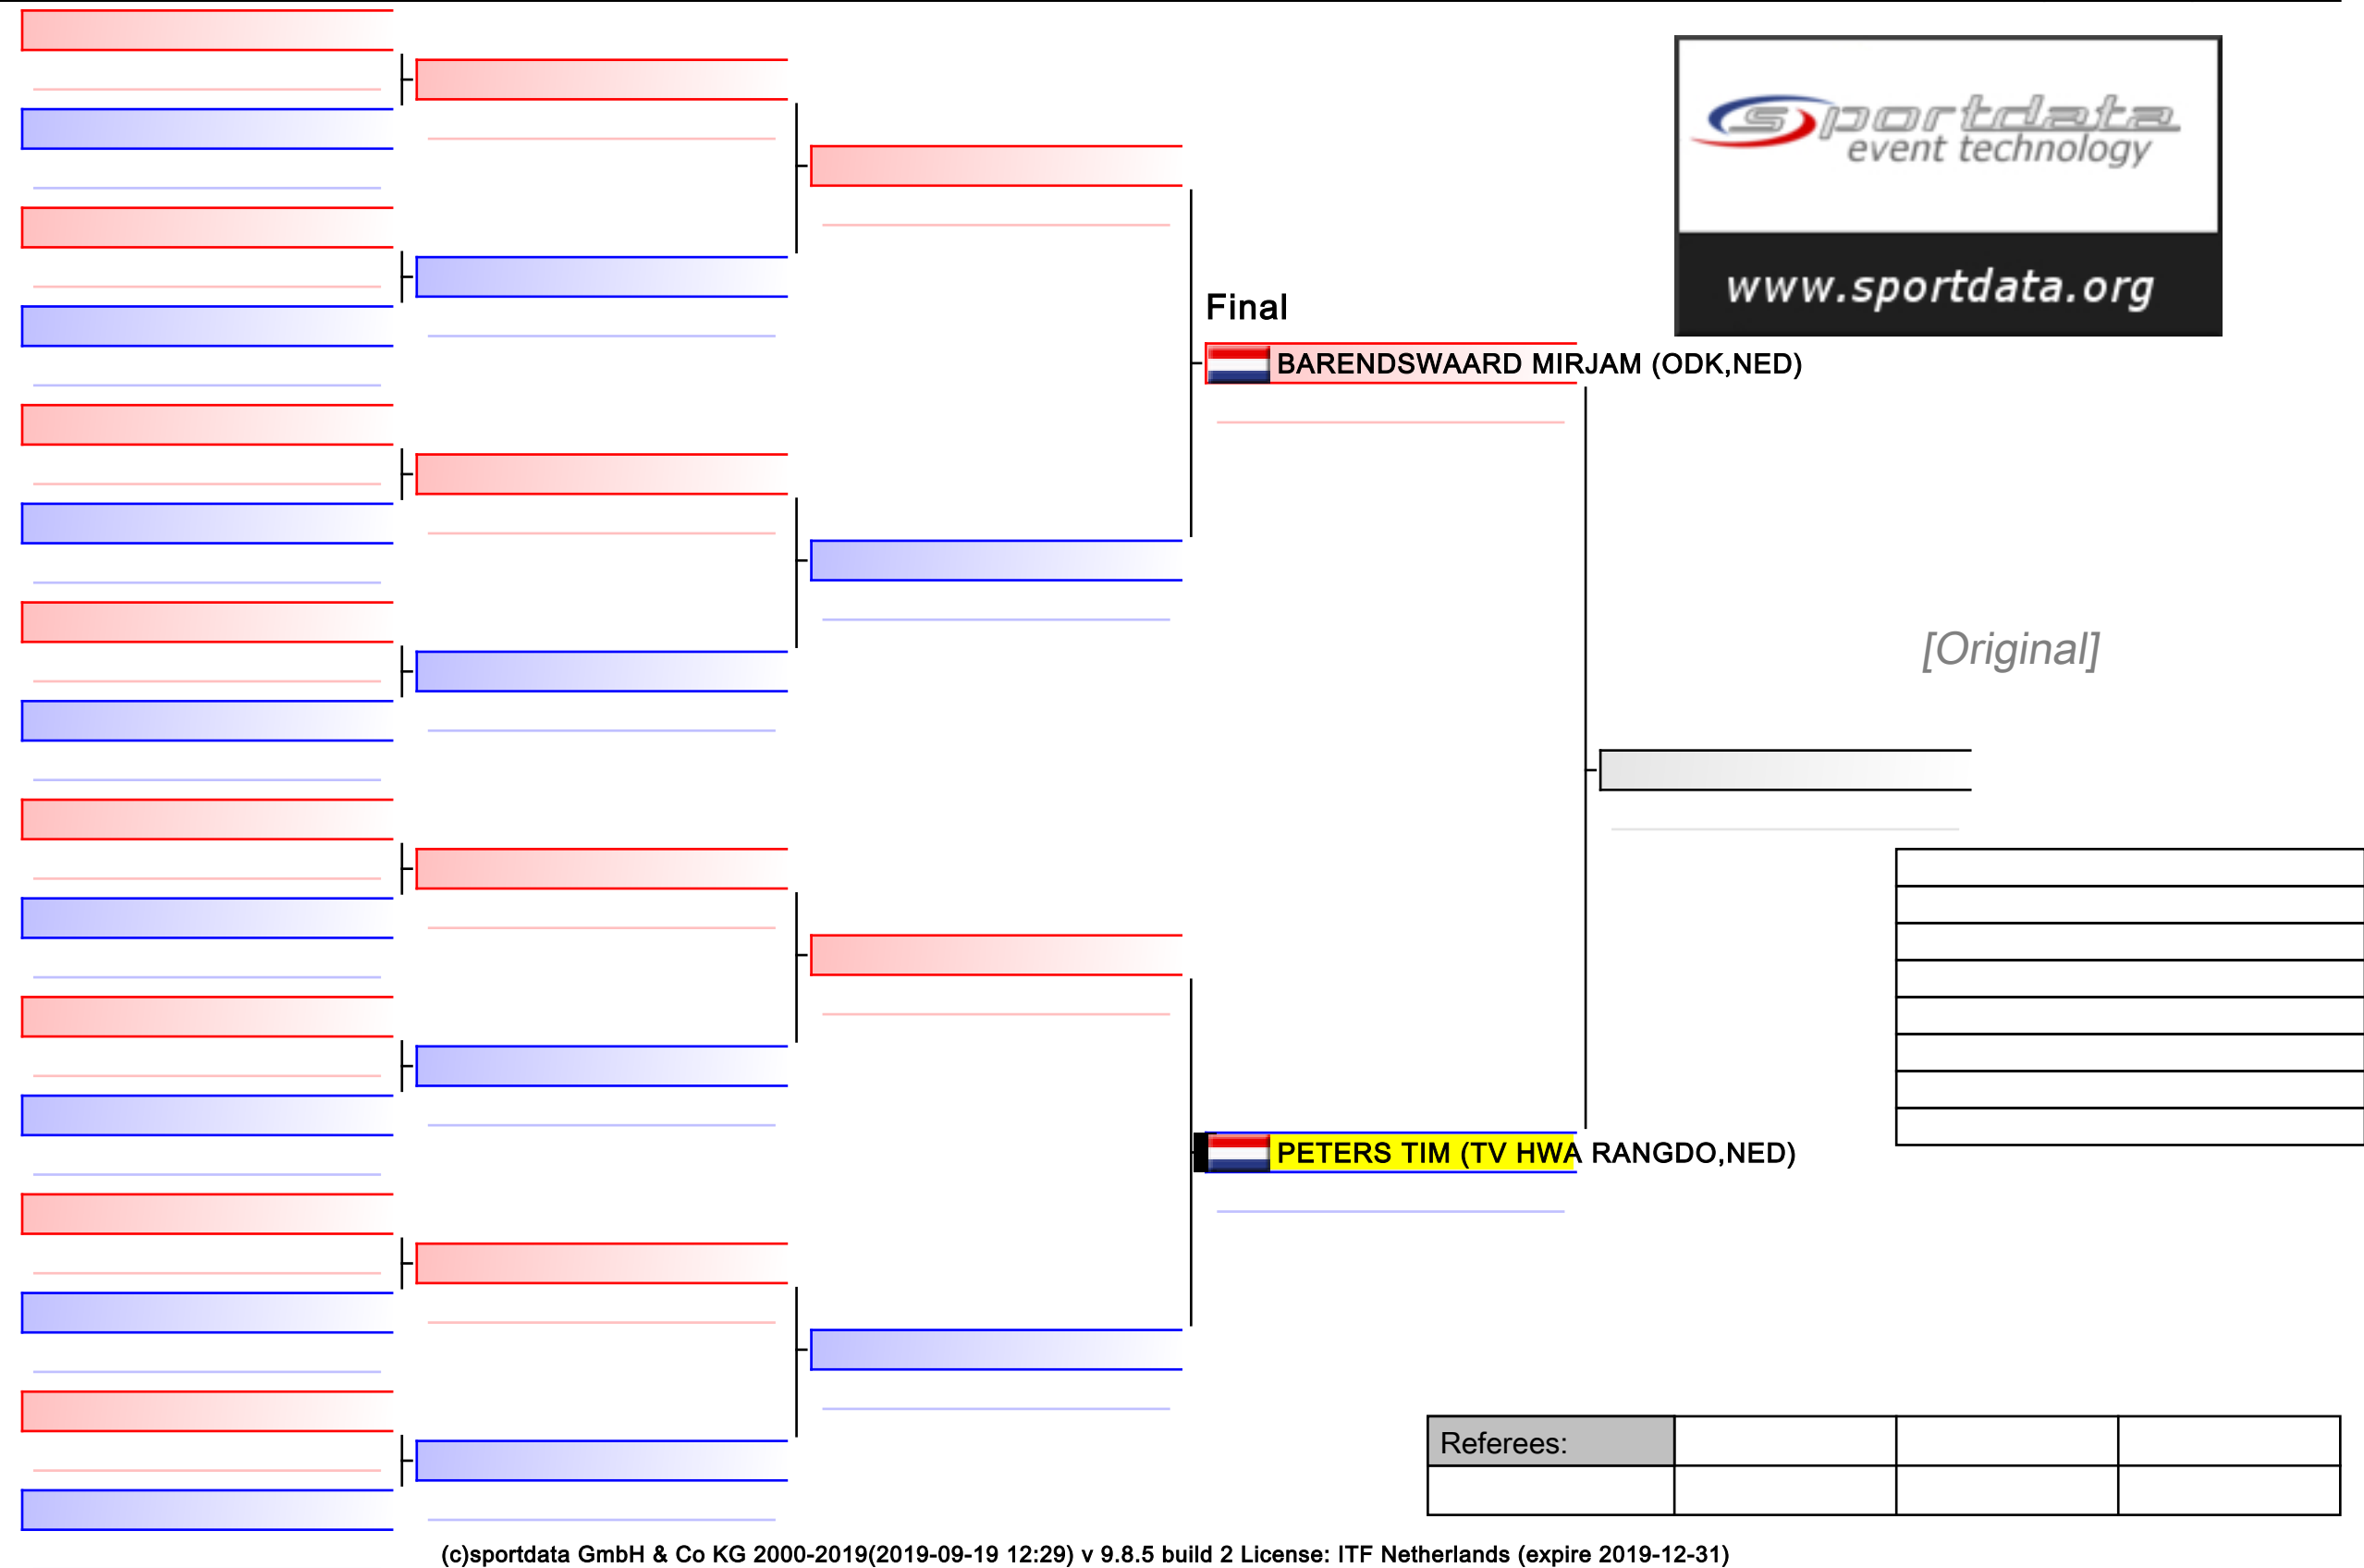 sportdata
event technology
www.sportdata.org
Final
BARENDSWAARD MIRJAM (ODK,NED)
[Original]
PETERS TIM (TV HWA RANGDO,NED)
Referees:
(c)sportdata GmbH & Co KG 2000-2019(2019-09-19 12:29) v 9.8.5 build 2 License: ITF Netherlands (expire 2019-12-31)